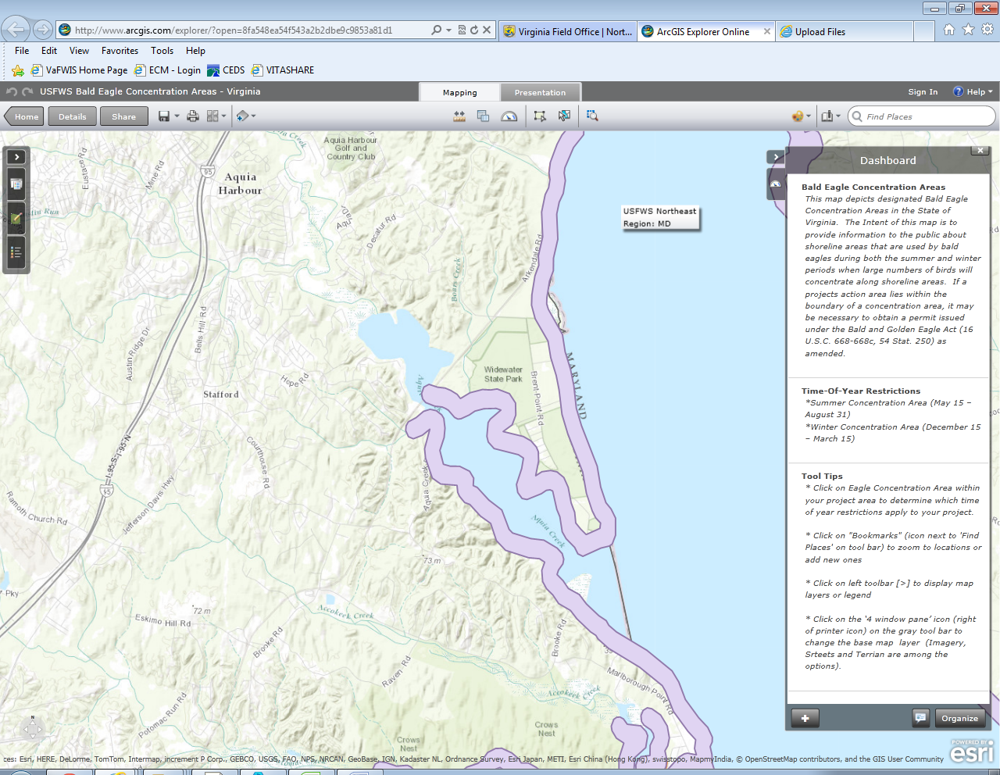 http://www.arcgis.com/explorer/?open=8fa548ea54f543a2b2dbe9c9853a81d1
Virginia Field Office | Nort...
ArcGIS Explorer Online
Upload Files
File Edit View Favorites Tools Help
VaFWIS Home Page ECM - Login CEDS VITASHARE
USFWS Bald Eagle Concentration Areas - Virginia
Mapping Presentation
Sign In Help
Home Details Share
Find Places
Aquia Harbour
Golf and
Country Club
Aquia
Harbour
95
Eustace Rd
Mine Rd
Decatur Rd
Arkendale Rd
USFWS Northeast
Region: MD
Austin Ridge Dr
Bells Hill Rd
Hope Rd
Stafford
Widewater
State Park
Brent Point Rd
MARYLAND
I-95-S I-95-N
95
Courthouse Rd
Jefferson Davis Hwy
Ramoth Church Rd
Aquia Creek
Aquia Creek
73 m
72 m
Pky
Eskimo Hill Rd
Accokeek Creek
Brooke Rd
Brooke Rd
Raven Rd
Marlborough Point Rd
Accokeek Creek
Potomac Run Rd
Crows
Nest
Crows
Nest
N
Dashboard
Bald Eagle Concentration Areas
This map depicts designated Bald Eagle
Concentration Areas in the State of
Virginia. The Intent of this map is to
provide information to the public about
shoreline areas that are used by bald
eagles during both the summer and winter
periods when large numbers of birds will
concentrate along shoreline areas. If a
projects action area lies within the
boundary of a concentration area, it may
be necessary to obtain a permit issued
under the Bald and Golden Eagle Act (16
U.S.C. 668-668c, 54 Stat. 250) as
amended.
Time-Of-Year Restrictions
*Summer Concentration Area (May 15 –
August 31)
*Winter Concentration Area (December 15
– March 15)
Tool Tips
* Click on Eagle Concentration Area within
your project area to determine which time
of year restrictions apply to your project.
* Click on "Bookmarks" (icon next to 'Find
Places' on tool bar) to zoom to locations or
add new ones
* Click on left toolbar [>] to display map
layers or legend
* Click on the '4 window pane' icon (right
of printer icon) on the gray tool bar to
change the base map layer (Imagery,
Srteets and Terrian are among the
options).
Organize
POWERED BY
esri
ces: Esri, HERE, DeLorme, TomTom, Intermap, increment P Corp., GEBCO, USGS, FAO, NPS, NRCAN, GeoBase, IGN, Kadaster NL, Ordnance Survey, Esri Japan, METI, Esri China (Hong Kong), swisstopo, MapmyIndia, © OpenStreetMap contributors, and the GIS User Community